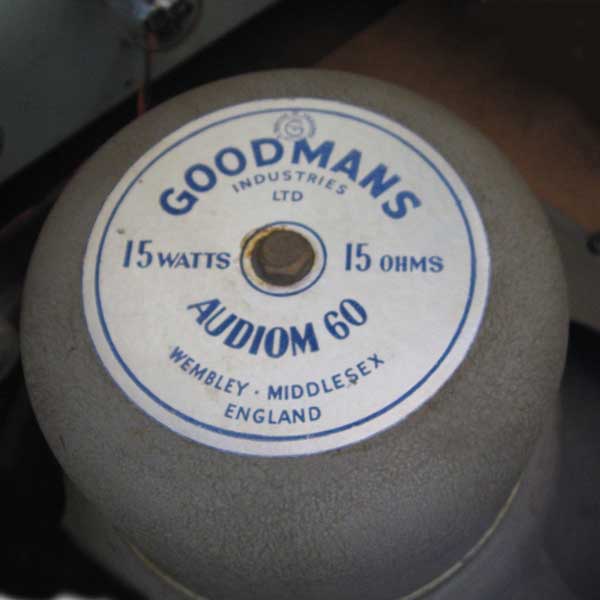 GOODMANS
INDUSTRIES
LTD
15 WATTS 15 OHMS
AUDIOM 60
WEMBLEY · MIDDLESEX
ENGLAND